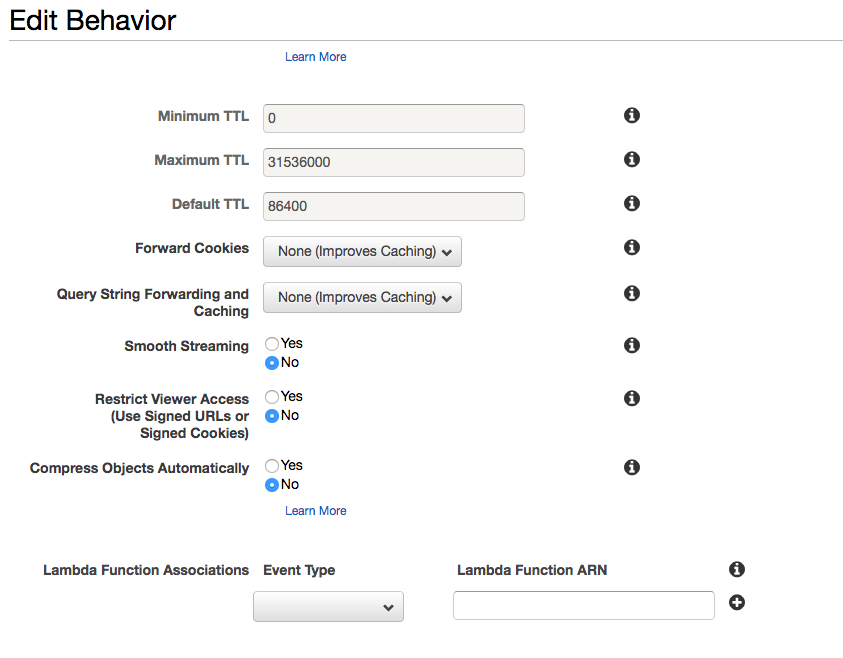 Edit Behavior
Learn More
Minimum TTL 0
Maximum TTL 31536000
Default TTL 86400
Forward Cookies None (Improves Caching)
Query String Forwarding and
Caching None (Improves Caching)
Smooth Streaming Yes
No
Restrict Viewer Access
(Use Signed URLs or
Signed Cookies) Yes
No
Compress Objects Automatically Yes
No
Learn More
Lambda Function Associations Event Type Lambda Function ARN